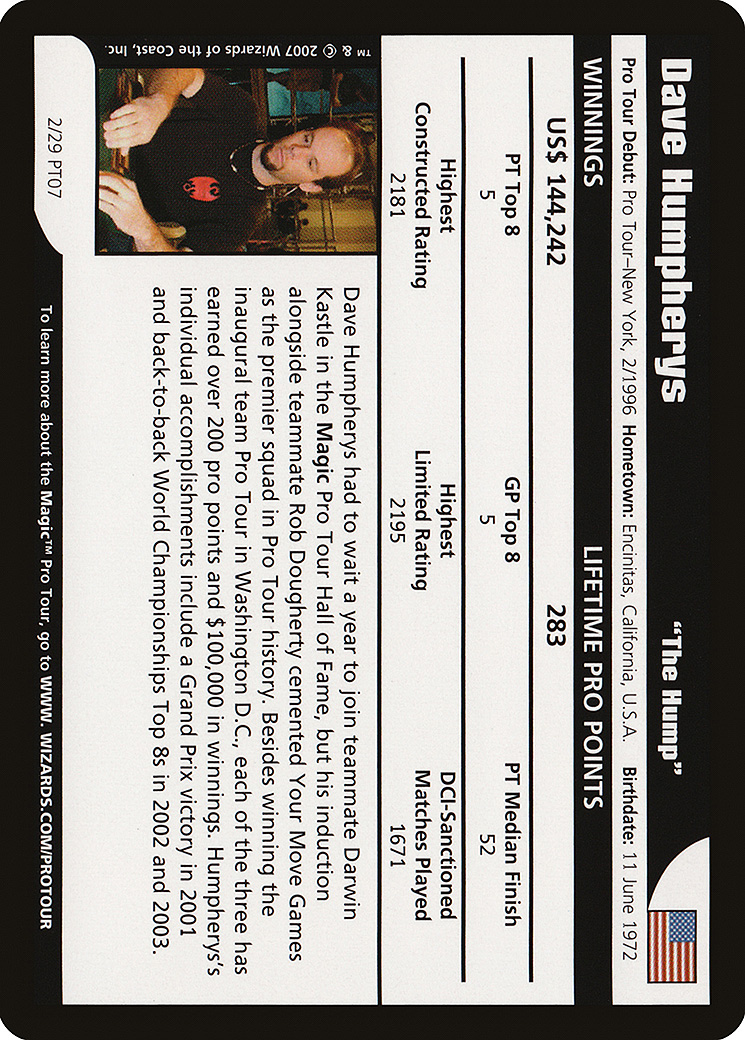 Dave Humpherys "The Hump"
Pro Tour Debut: Pro Tour–New York, 2/1996 Hometown: Encinitas, California, U.S.A. Birthdate: 11 June 1972
WINNINGS LIFETIME PRO POINTS
US$ 144,242 283
PT Top 8 GP Top 8 PT Median Finish
5 5 52
Highest Highest DCI-Sanctioned
Constructed Rating Limited Rating Matches Played
2181 2195 1671
Dave Humpherys had to wait a year to join teammate Darwin
Kastle in the Magic Pro Tour Hall of Fame, but his induction
alongside teammate Rob Dougherty cemented Your Move Games
as the premier squad in Pro Tour history. Besides winning the
inaugural team Pro Tour in Washington D.C., each of the three has
earned over 200 pro points and $100,000 in winnings. Humpherys's
individual accomplishments include a Grand Prix victory in 2001
and back-to-back World Championships Top 8s in 2002 and 2003.
™ & © 2007 Wizards of the Coast, Inc.
2/29 PT07
To learn more about the Magic™ Pro Tour, go to WWW. WIZARDS.COM/PROTOUR